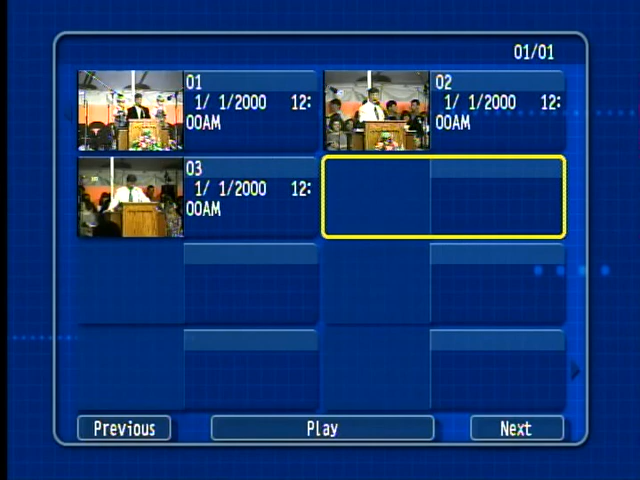 01/01
01
1/ 1/2000 12:
00AM
02
1/ 1/2000 12:
00AM
03
1/ 1/2000 12:
00AM
Previous
Play
Next